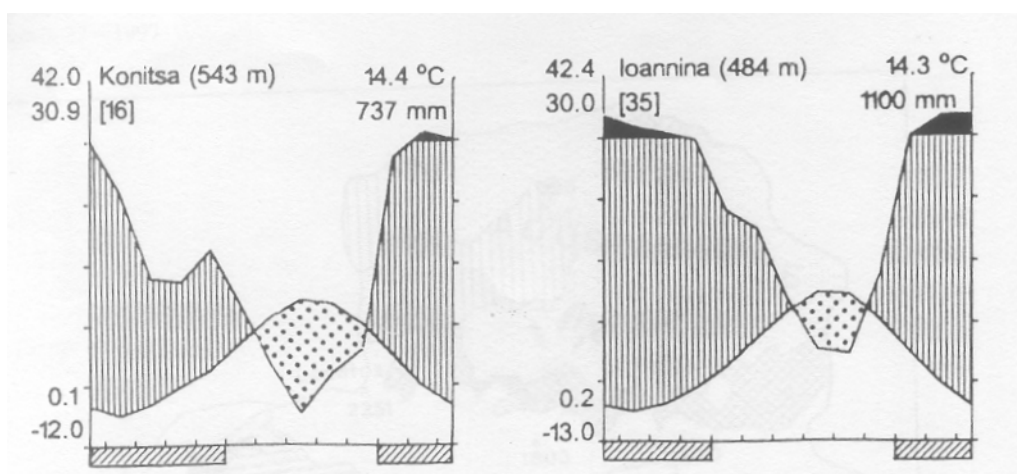 42.0 Konitsa (543 m) 14.4 °C
30.9 [16] 737 mm
0.1
-12.0
42.4 Ioannina (484 m) 14.3 °C
30.0 [35] 1100 mm
0.2
-13.0